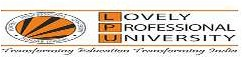 LOVELY
PROFESSIONAL
UNIVERSITY
Transforming Education Transforming India